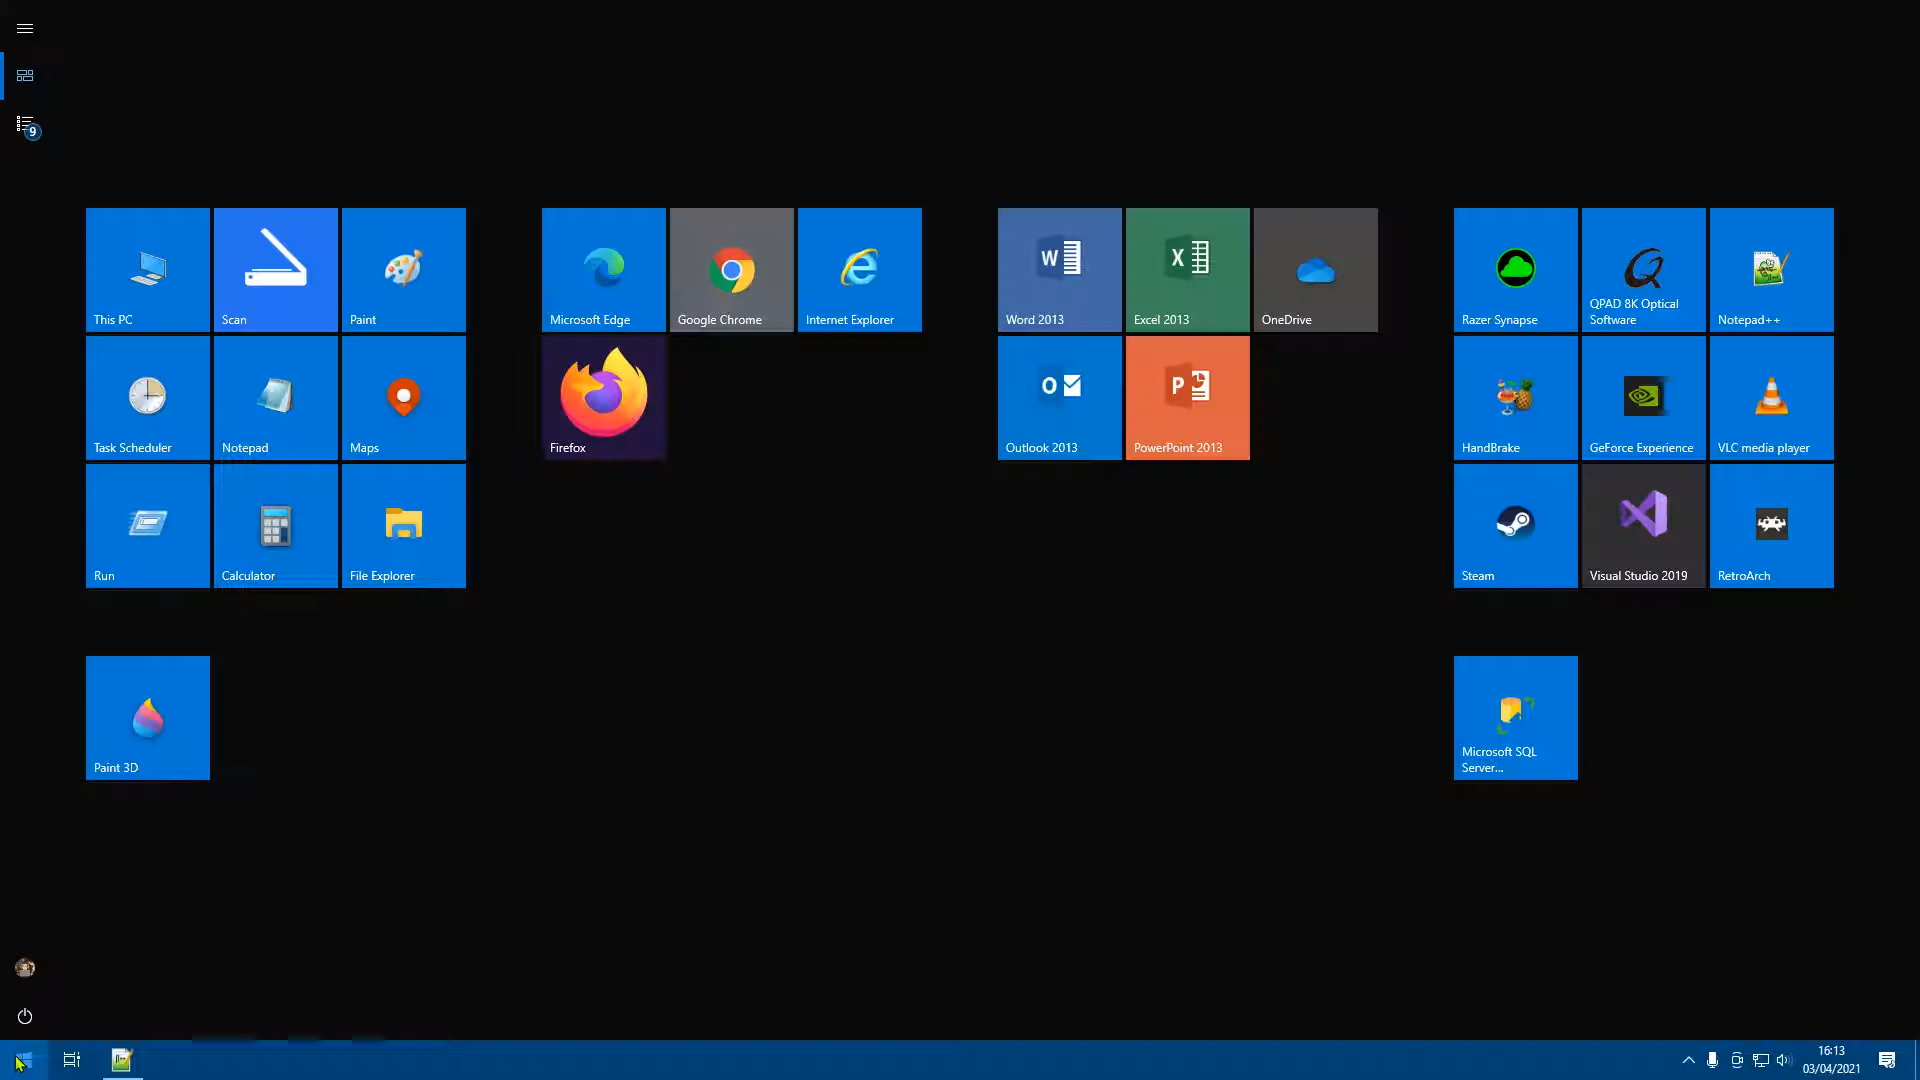 9
This PC
Scan
Paint
Microsoft Edge
Google Chrome
Internet Explorer
Word 2013
Excel 2013
OneDrive
Razer Synapse
QPAD 8K Optical
Software
Notepad++
Task Scheduler
Notepad
Maps
Firefox
Outlook 2013
PowerPoint 2013
HandBrake
GeForce Experience
VLC media player
Run
Calculator
File Explorer
Steam
Visual Studio 2019
RetroArch
Paint 3D
Microsoft SQL
Server...
16:13
03/04/2021